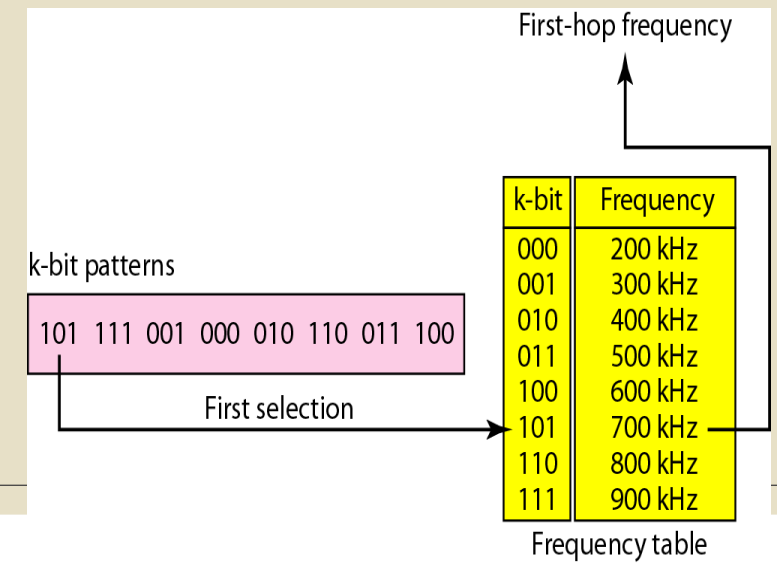 First-hop frequency
k-bit Frequency
000 200 kHz
001 300 kHz
010 400 kHz
011 500 kHz
100 600 kHz
101 700 kHz
110 800 kHz
111 900 kHz
k-bit patterns
101 111 001 000 010 110 011 100
First selection
Frequency table